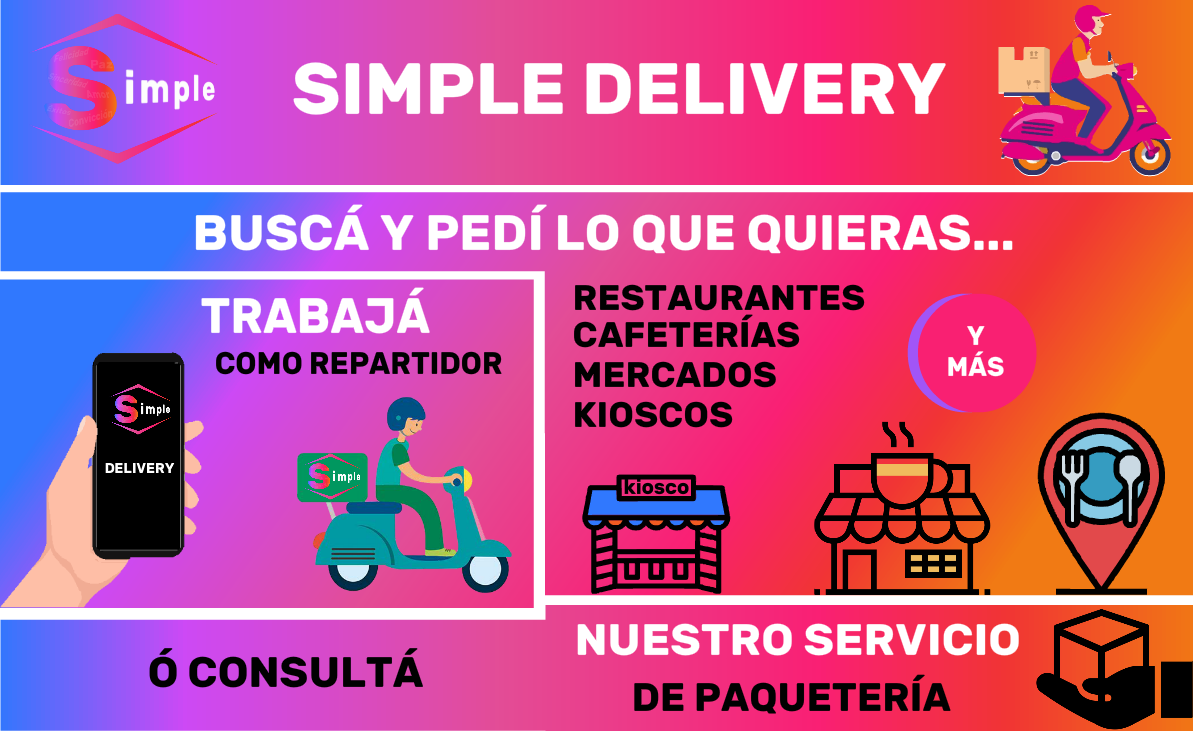 Simple
SIMPLE DELIVERY
BUSCÁ Y PEDÍ LO QUE QUIERAS...
TRABAJÁ
COMO REPARTIDOR
Simple
DELIVERY
Simple
RESTAURANTES
CAFETERÍAS
MERCADOS
KIOSCOS
Y
MÁS
kiosco
Ó CONSULTÁ
NUESTRO SERVICIO
DE PAQUETERÍA